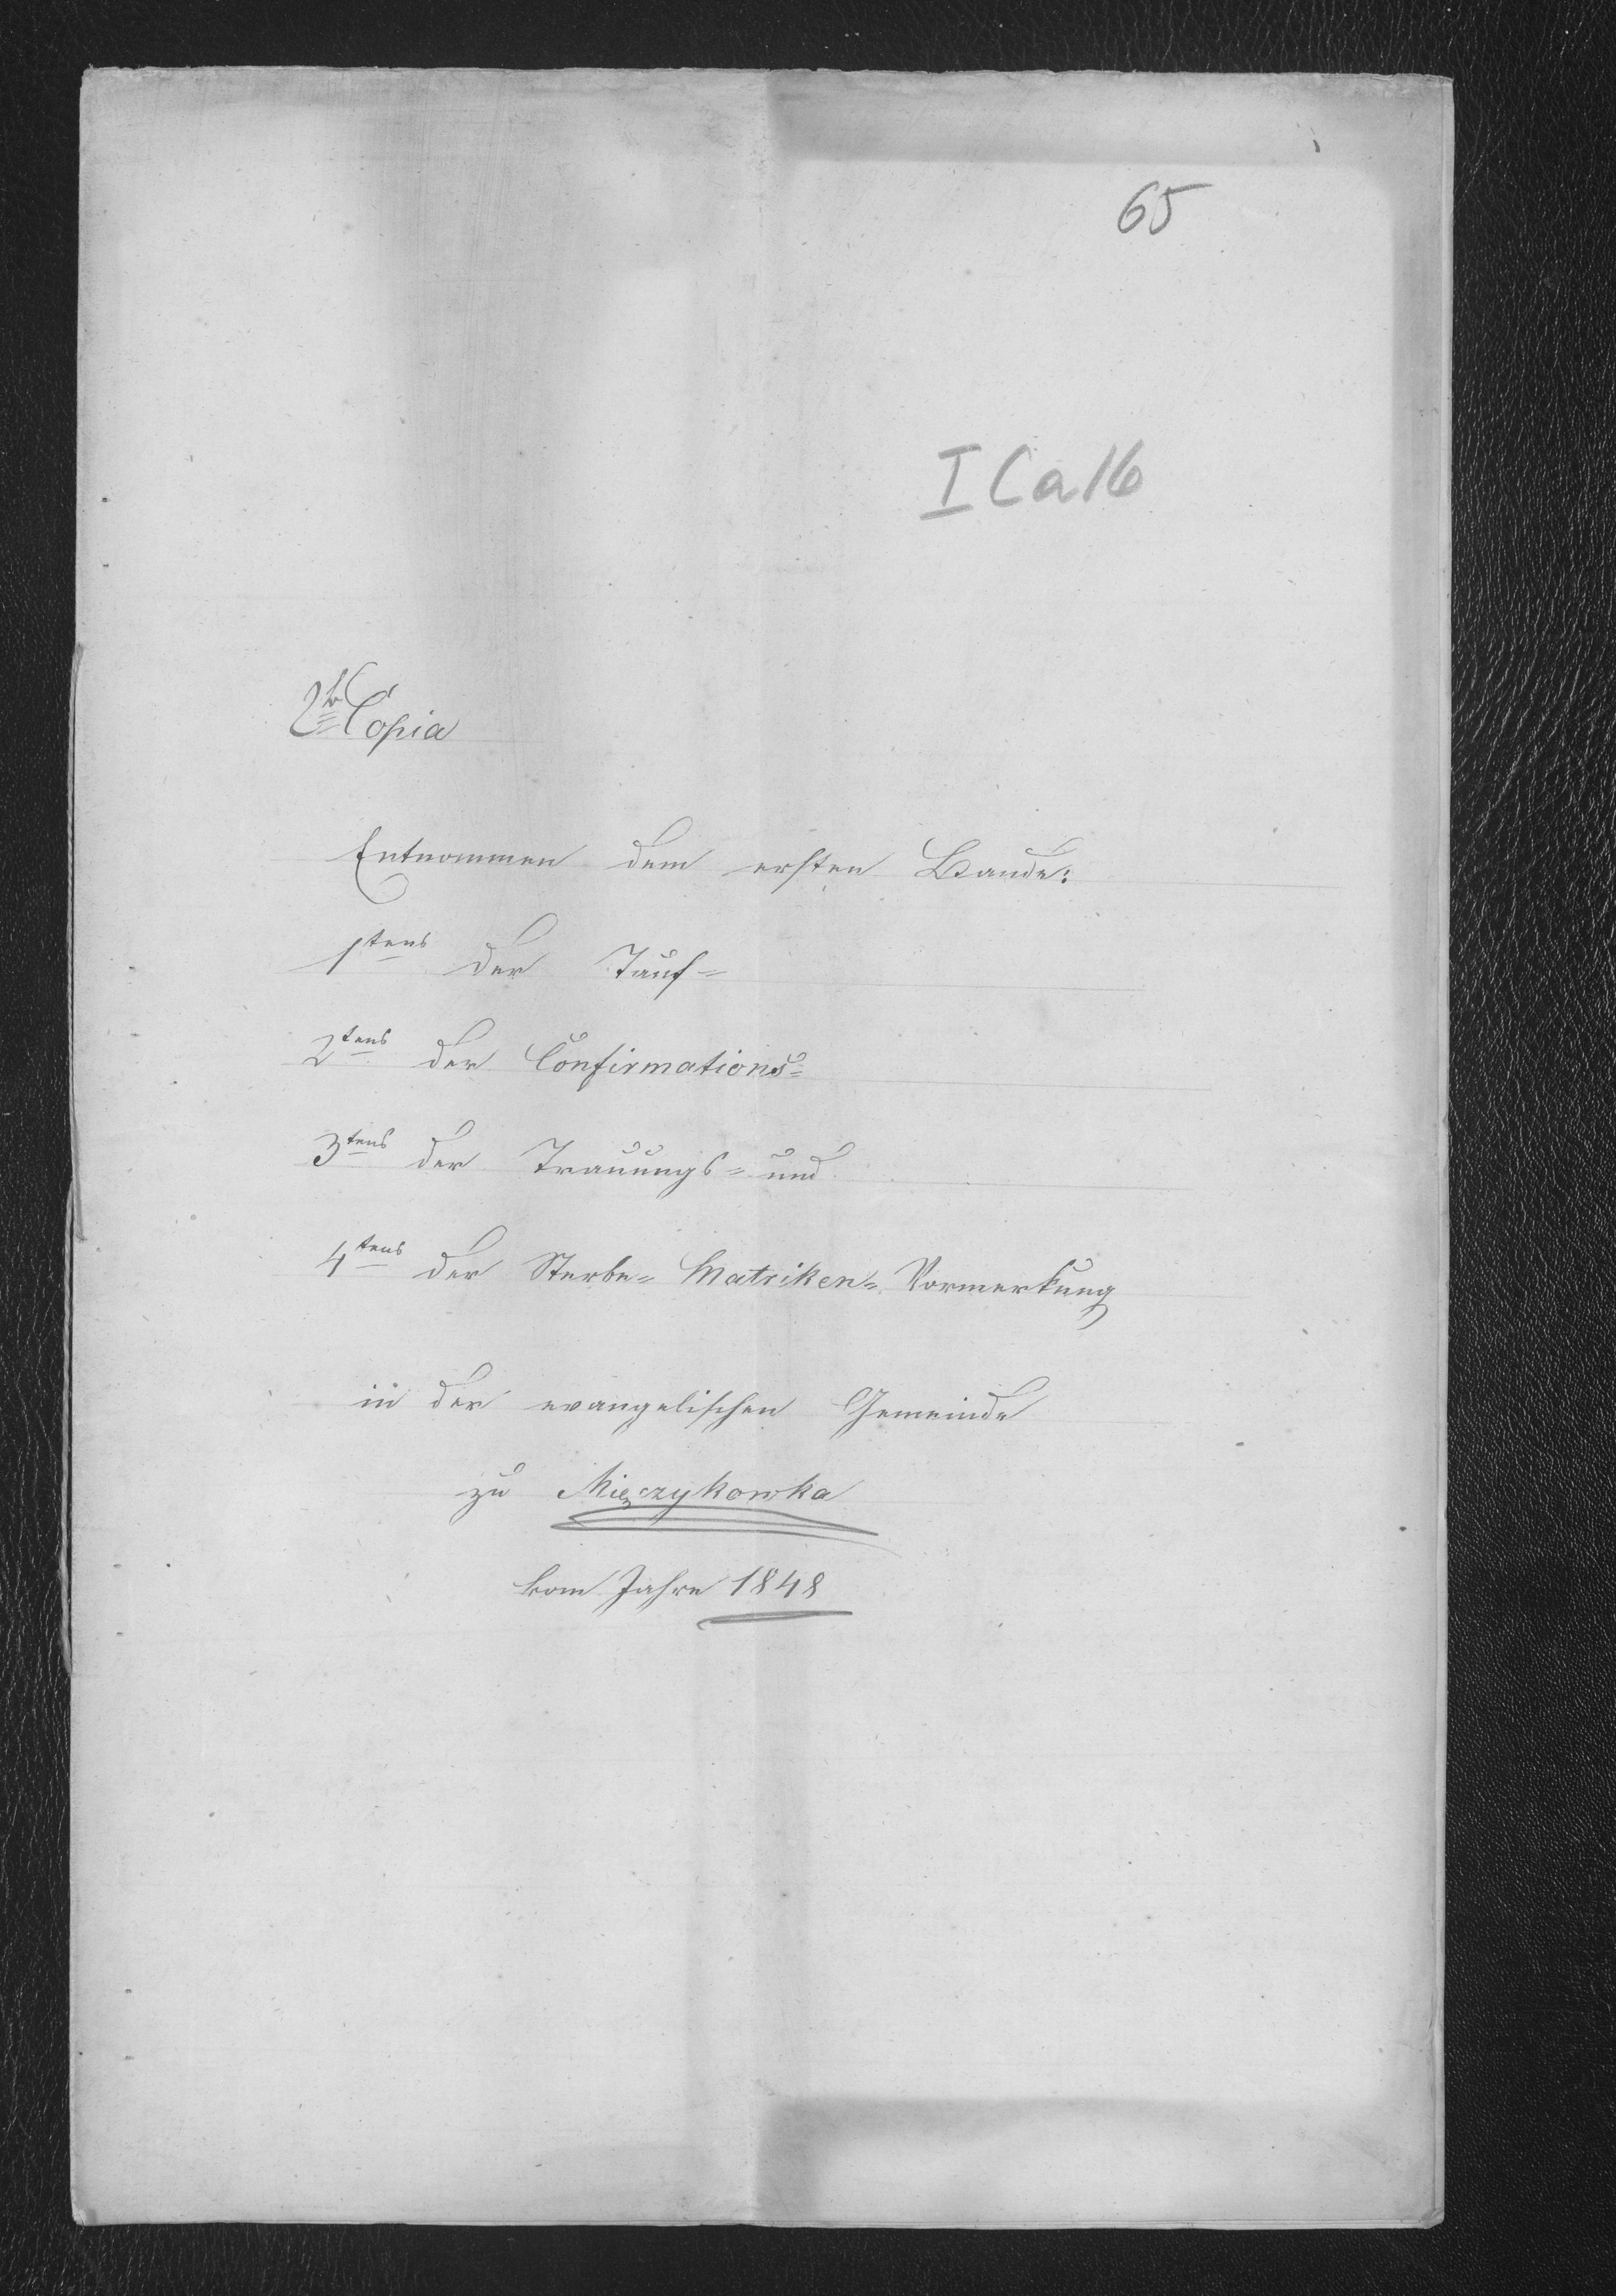 65
I Ca 16
2te Copia
Entnommen dem ersten Bande:
1tens der Tauf=
2tens der Confirmations=
3tens der Trauungs= und
4tens der Sterbe= Matriken= Vormerkung
in der evangelischen Gemeinde
zu Mięczykowka
vom Jahre 1848